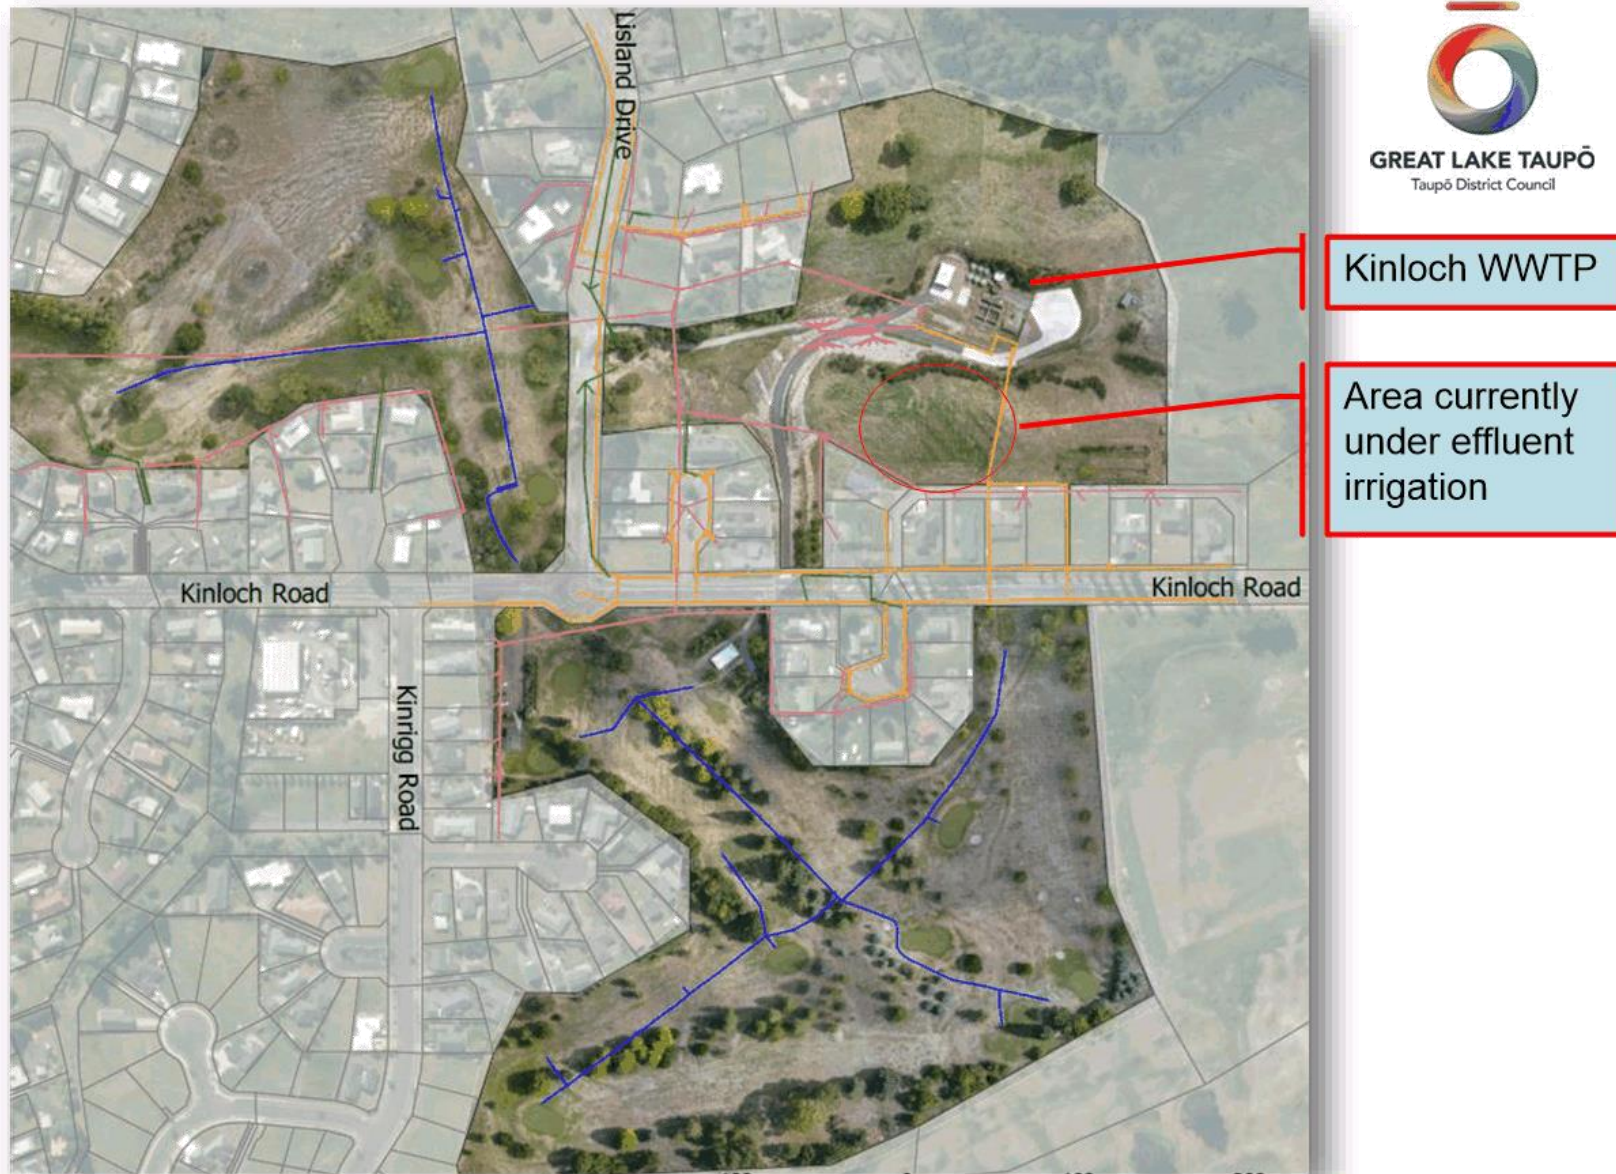 Lisland Drive
GREAT LAKE TAUPŌ
Taupō District Council
Kinloch WWTP
Area currently
under effluent
irrigation
Kinloch Road
Kinloch Road
Kinrigg Road